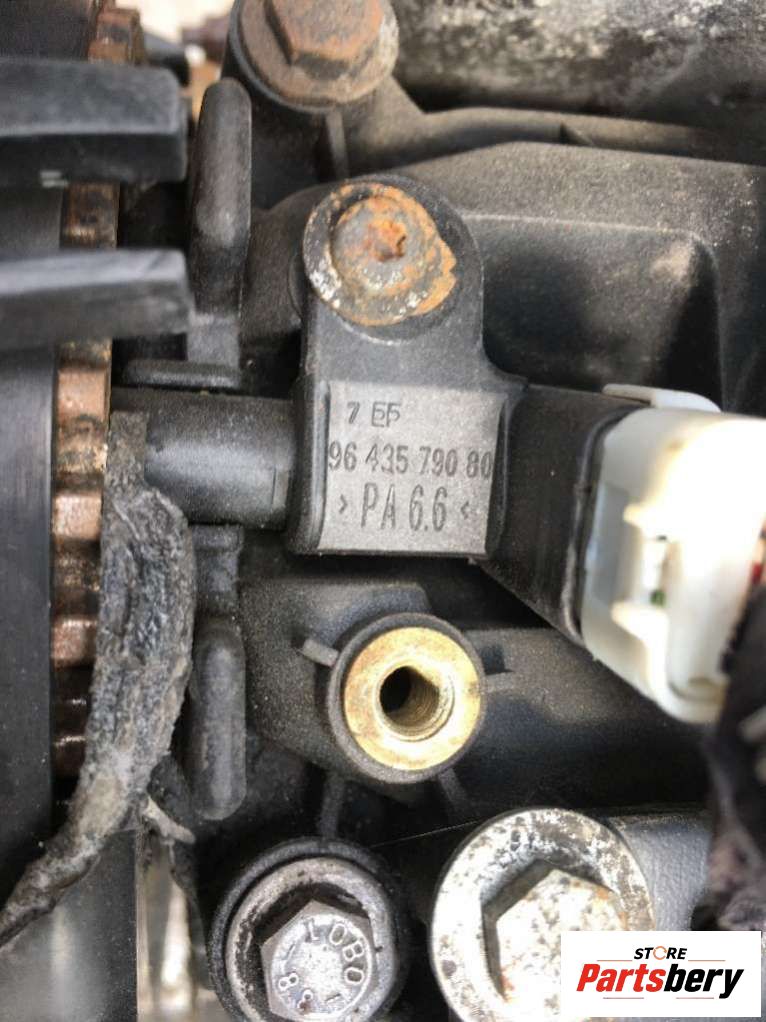 7 EF
96 435 790 80
>PA 6.6<
LOBO
8.8
STORE
Partsbery